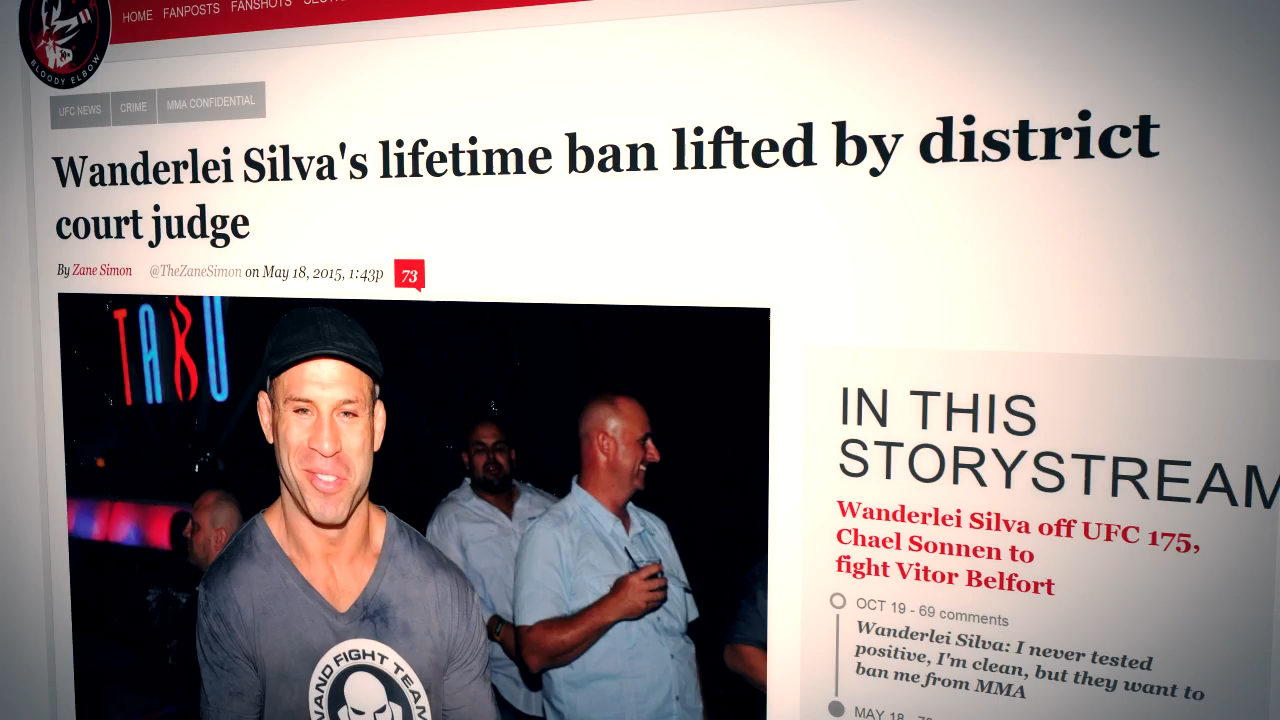 HOME FANPOSTS FANSHOTS
BLOODY ELBOW
UFC NEWS CRIME MMA CONFIDENTIAL
Wanderlei Silva's lifetime ban lifted by district
court judge
By Zane Simon @TheZaneSimon on May 18, 2015, 1:43p 73
TABU
WAND FIGHT TEAM
IN THIS
STORYSTREAM
Wanderlei Silva off UFC 175,
Chael Sonnen to
fight Vitor Belfort
OCT 19 - 69 comments
Wanderlei Silva: I never tested
positive, I'm clean, but they want to
ban me from MMA
MAY 18